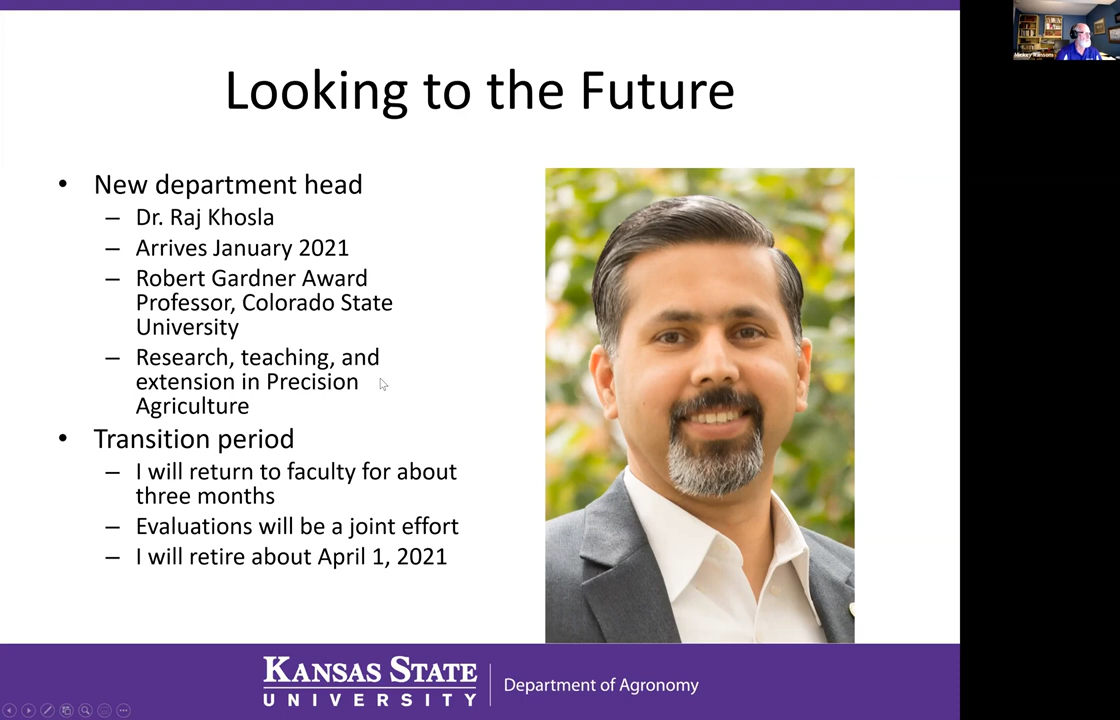 Looking to the Future
• New department head
– Dr. Raj Khosla
– Arrives January 2021
– Robert Gardner Award
Professor, Colorado State
University
– Research, teaching, and
extension in Precision
Agriculture
• Transition period
– I will return to faculty for about
three months
– Evaluations will be a joint effort
– I will retire about April 1, 2021
KANSAS STATE
UNIVERSITY
Department of Agronomy
Mickey Ransom